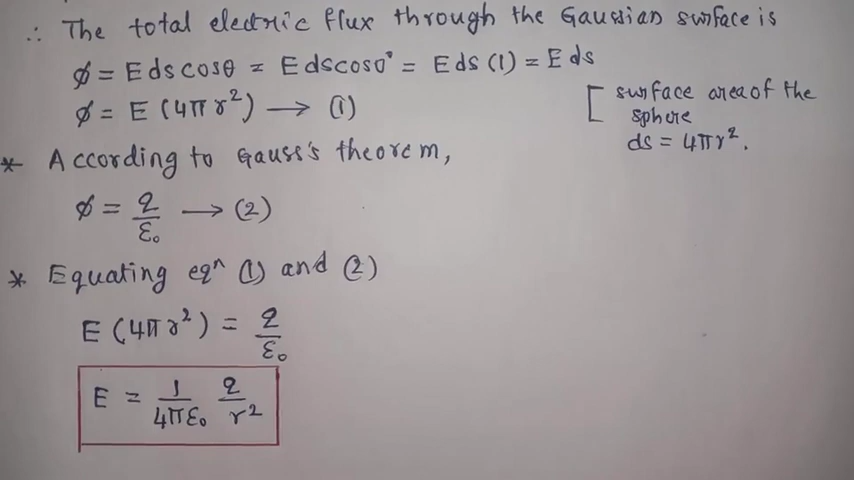 ∴ The total electric flux through the Gaussian surface is
ϕ = E ds cosθ = E ds cos0° = E ds (1) = E ds
ϕ = E (4πr²) ⟶ (1)
[ surface area of the
sphere
ds = 4πr².
* According to Gauss's theorem,
ϕ = q/ε₀ ⟶ (2)
* Equating eqⁿ (1) and (2)
E (4πr²) = q/ε₀
E = 1/4πε₀ q/r²